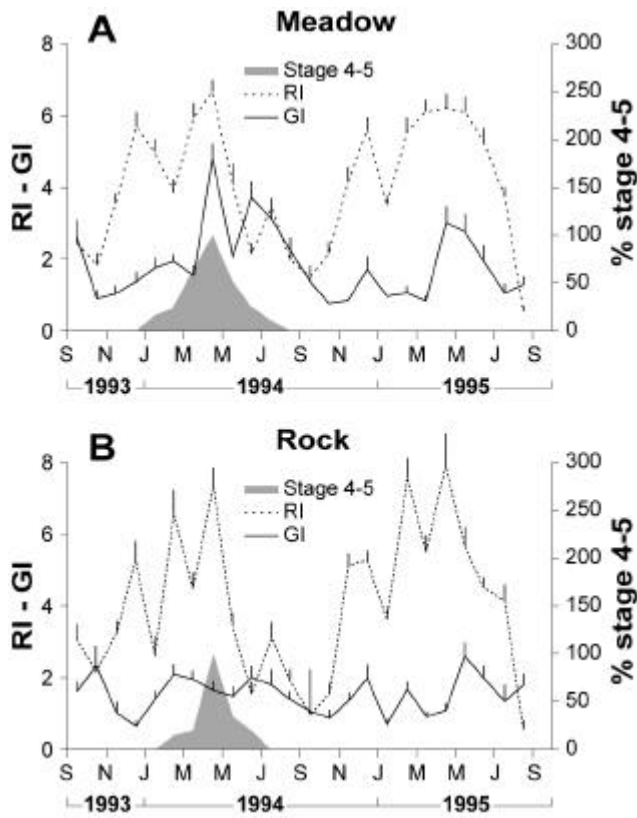 A Meadow
8 300
Stage 4-5
RI
GI
250
6
200
4 150
100
2
50
0 0
RI - GI
% stage 4-5
S N J M M J S N J M M J S
1993 1994 1995
B Rock
8 300
Stage 4-5
RI
GI
250
6
200
4 150
100
2
50
0 0
RI - GI
% stage 4-5
S N J M M J S N J M M J S
1993 1994 1995